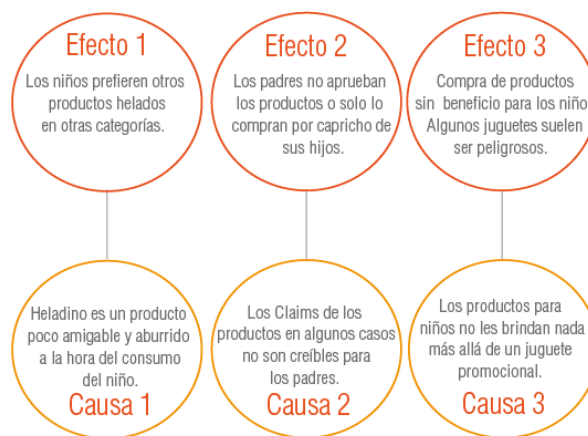 Efecto 1
Los niños prefieren otros
productos helados
en otras categorías.
Efecto 2
Los padres no aprueban
los productos o solo lo
compran por capricho de
sus hijos.
Efecto 3
Compra de productos
sin beneficio para los niño
Algunos juguetes suelen
ser peligrosos.
Heladino es un producto
poco amigable y aburrido
a la hora del consumo
del niño.
Causa 1
Los Claims de los
productos en algunos casos
no son creíbles para
los padres.
Causa 2
Los productos para
niños no les brindan nada
más allá de un juguete
promocional.
Causa 3